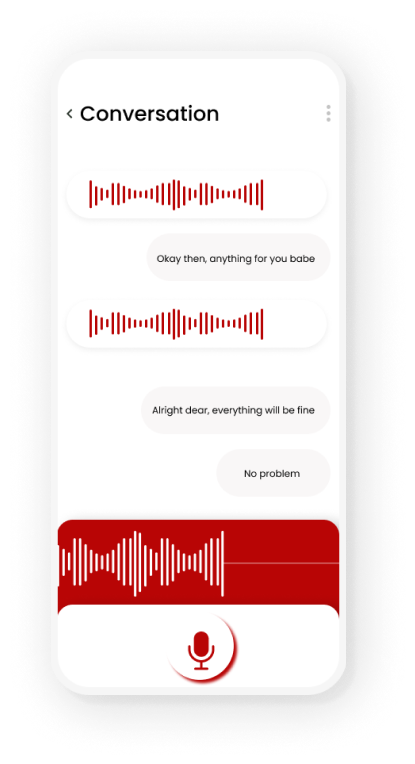 Conversation
Okay then, anything for you babe
Alright dear, everything will be fine
No problem